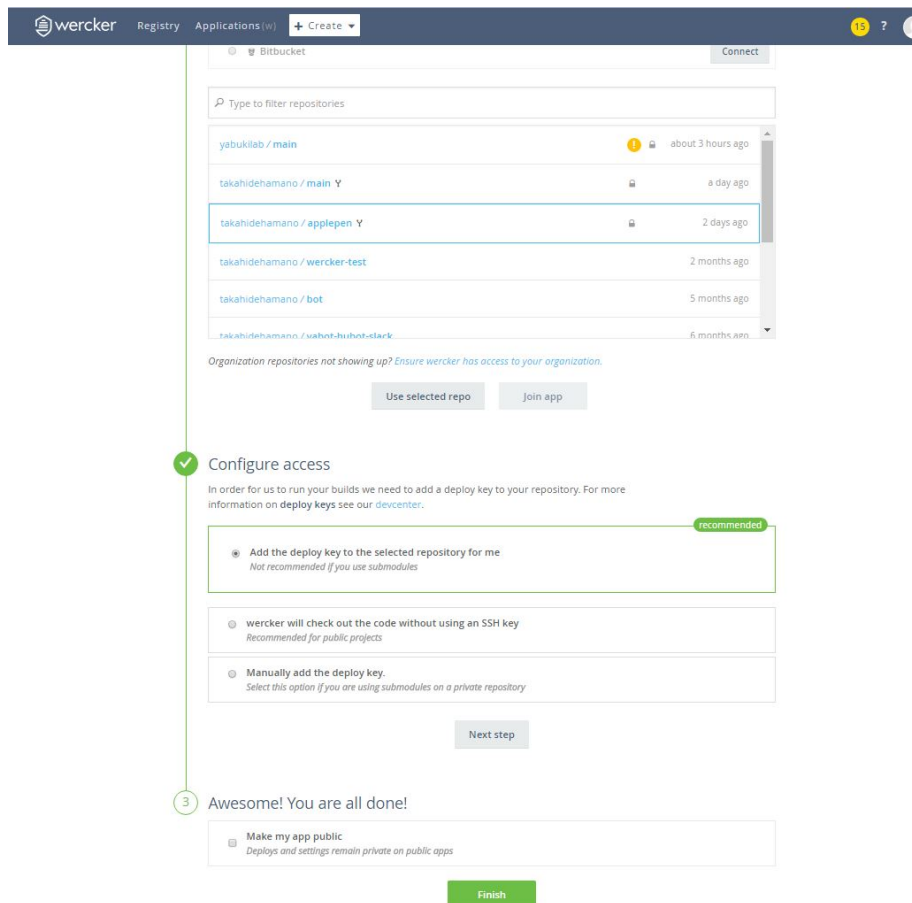 wercker Registry Applications(w) + Create 15 ?
Bitbucket Connect
Type to filter repositories
yabukilab / main ! about 3 hours ago
takahidehamano / main a day ago
takahidehamano / applepen 2 days ago
takahidehamano / wercker-test 2 months ago
takahidehamano / bot 5 months ago
takahidehamano / yabot-hubot-slack 6 months ago
Organization repositories not showing up? Ensure wercker has access to your organization.
Use selected repo Join app
Configure access
In order for us to run your builds we need to add a deploy key to your repository. For more
information on deploy keys see our devcenter.
recommended
Add the deploy key to the selected repository for me
Not recommended if you use submodules
wercker will check out the code without using an SSH key
Recommended for public projects
Manually add the deploy key.
Select this option if you are using submodules on a private repository
Next step
3 Awesome! You are all done!
Make my app public
Deploys and settings remain private on public apps
Finish